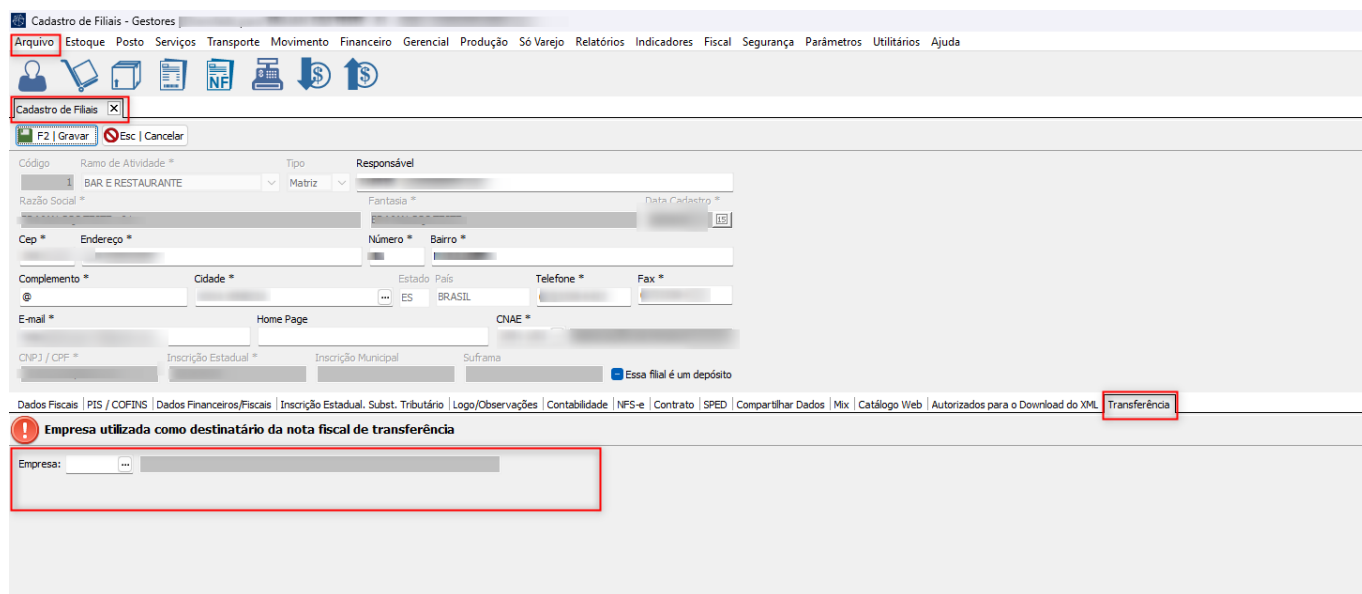 Cadastro de Filiais - Gestores
Arquivo Estoque Posto Serviços Transporte Movimento Financeiro Gerencial Produção Só Varejo Relatórios Indicadores Fiscal Segurança Parâmetros Utilitários Ajuda
NF
Cadastro de Filiais X
F2 | Gravar Esc | Cancelar
Código Ramo de Atividade * Tipo Responsável
1 BAR E RESTAURANTE Matriz
Razão Social * Fantasia * Data Cadastro *
15
Cep * Endereço * Número * Bairro *
Complemento * Cidade * Estado País Telefone * Fax *
@ ... ES BRASIL
E-mail * Home Page CNAE *
CNPJ / CPF * Inscrição Estadual * Inscrição Municipal Suframa
Essa filial é um depósito
Dados Fiscais | PIS / COFINS | Dados Financeiros/Fiscais | Inscrição Estadual. Subst. Tributário | Logo/Observações | Contabilidade | NFS-e | Contrato | SPED | Compartilhar Dados | Mix | Catálogo Web | Autorizados para o Download do XML | Transferência
Empresa utilizada como destinatário da nota fiscal de transferência
Empresa: ...